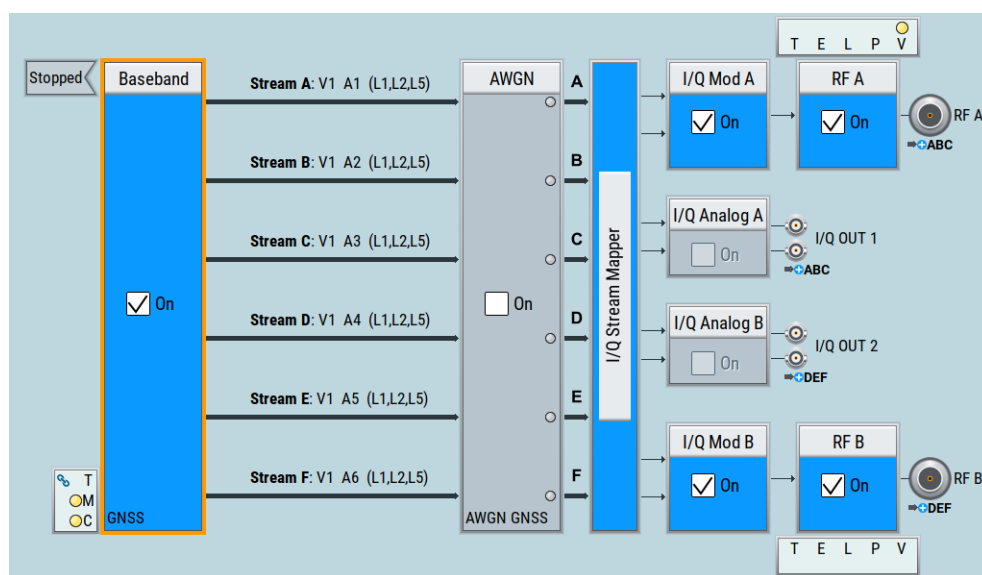 T E L P V
Stopped
Baseband
Stream A: V1 A1 (L1,L2,L5)
AWGN
A
I/Q Mod A
RF A
On
On
RF A
ABC
Stream B: V1 A2 (L1,L2,L5)
B
I/Q Analog A
Stream C: V1 A3 (L1,L2,L5)
C
On
I/Q OUT 1
ABC
On
On
I/Q Stream Mapper
Stream D: V1 A4 (L1,L2,L5)
D
I/Q Analog B
On
I/Q OUT 2
DEF
Stream E: V1 A5 (L1,L2,L5)
E
I/Q Mod B
RF B
Stream F: V1 A6 (L1,L2,L5)
F
On
On
RF B
DEF
T
M
C
GNSS
AWGN GNSS
T E L P V